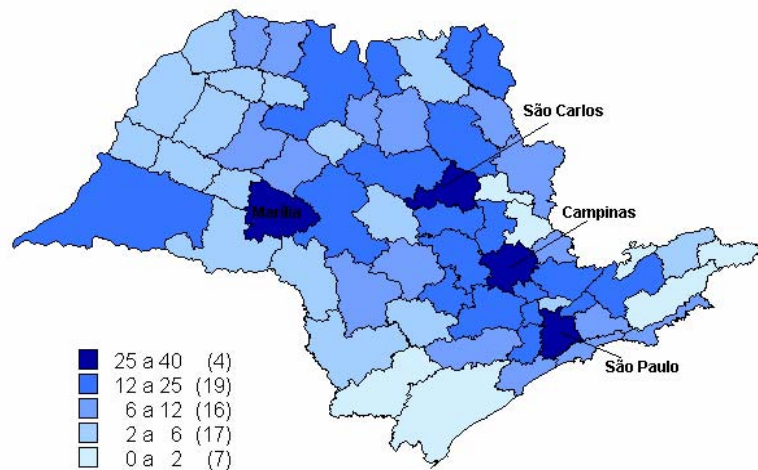 São Carlos
Campinas
Marília
São Paulo
25 a 40 (4)
12 a 25 (19)
6 a 12 (16)
2 a 6 (17)
0 a 2 (7)